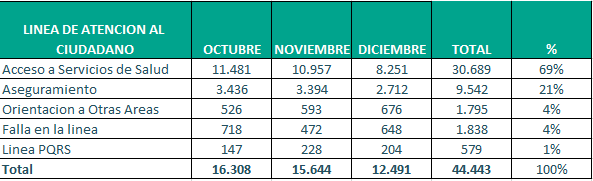 LINEA DE ATENCION AL
CIUDADANO OCTUBRE NOVIEMBRE DICIEMBRE TOTAL %
Acceso a Servicios de Salud 11.481 10.957 8.251 30.689 69%
Aseguramiento 3.436 3.394 2.712 9.542 21%
Orientacion a Otras Areas 526 593 676 1.795 4%
Falla en la linea 718 472 648 1.838 4%
Linea PQRS 147 228 204 579 1%
Total 16.308 15.644 12.491 44.443 100%